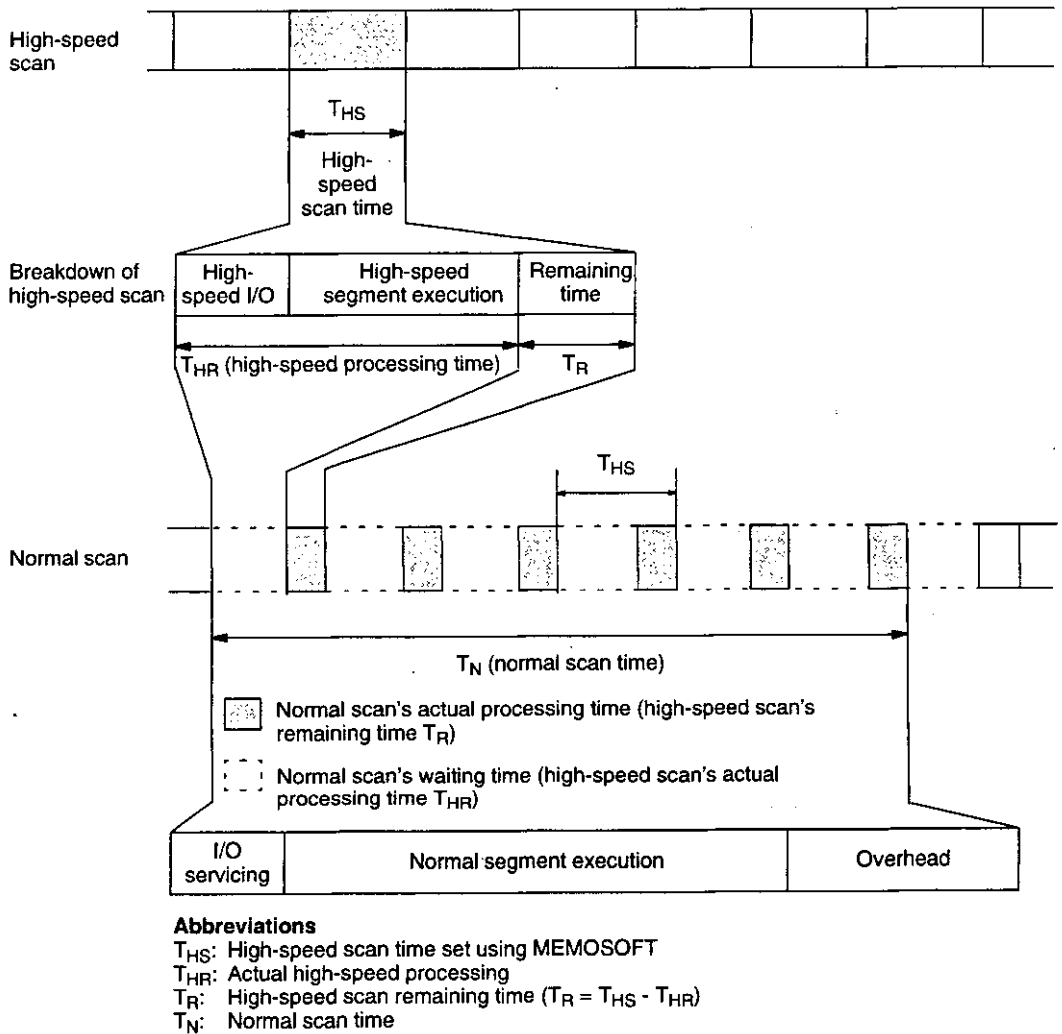 High-speed
scan
T_HS
High-
speed
scan time
Breakdown of
high-speed scan
High-
speed I/O
High-speed
segment execution
Remaining
time
T_HR (high-speed processing time)
T_R
T_HS
Normal scan
T_N (normal scan time)
Normal scan's actual processing time (high-speed scan's
remaining time T_R)
Normal scan's waiting time (high-speed scan's actual
processing time T_HR)
I/O
servicing
Normal segment execution
Overhead
Abbreviations
T_HS: High-speed scan time set using MEMOSOFT
T_HR: Actual high-speed processing
T_R: High-speed scan remaining time (T_R = T_HS - T_HR)
T_N: Normal scan time